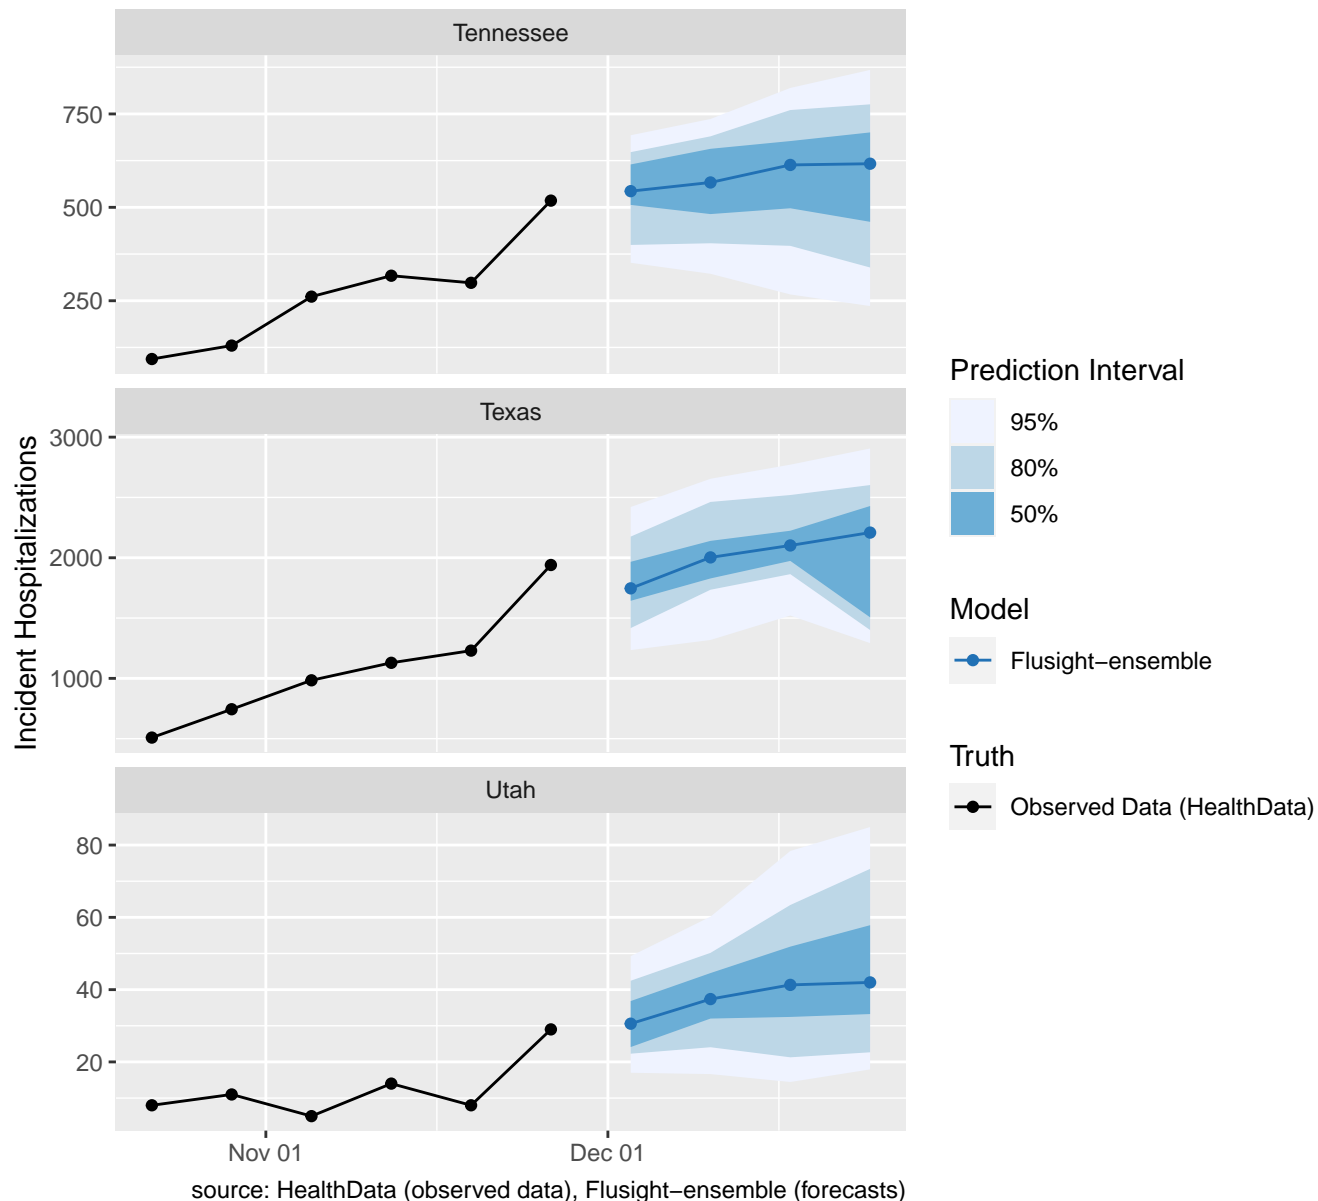 Tennessee
750
500
250
Texas
3000
2000
1000
Utah
80
60
40
20
Nov 01
Dec 01
Incident Hospitalizations
source: HealthData (observed data), Flusight−ensemble (forecasts)
Prediction Interval
95%
80%
50%
Model
Flusight−ensemble
Truth
Observed Data (HealthData)